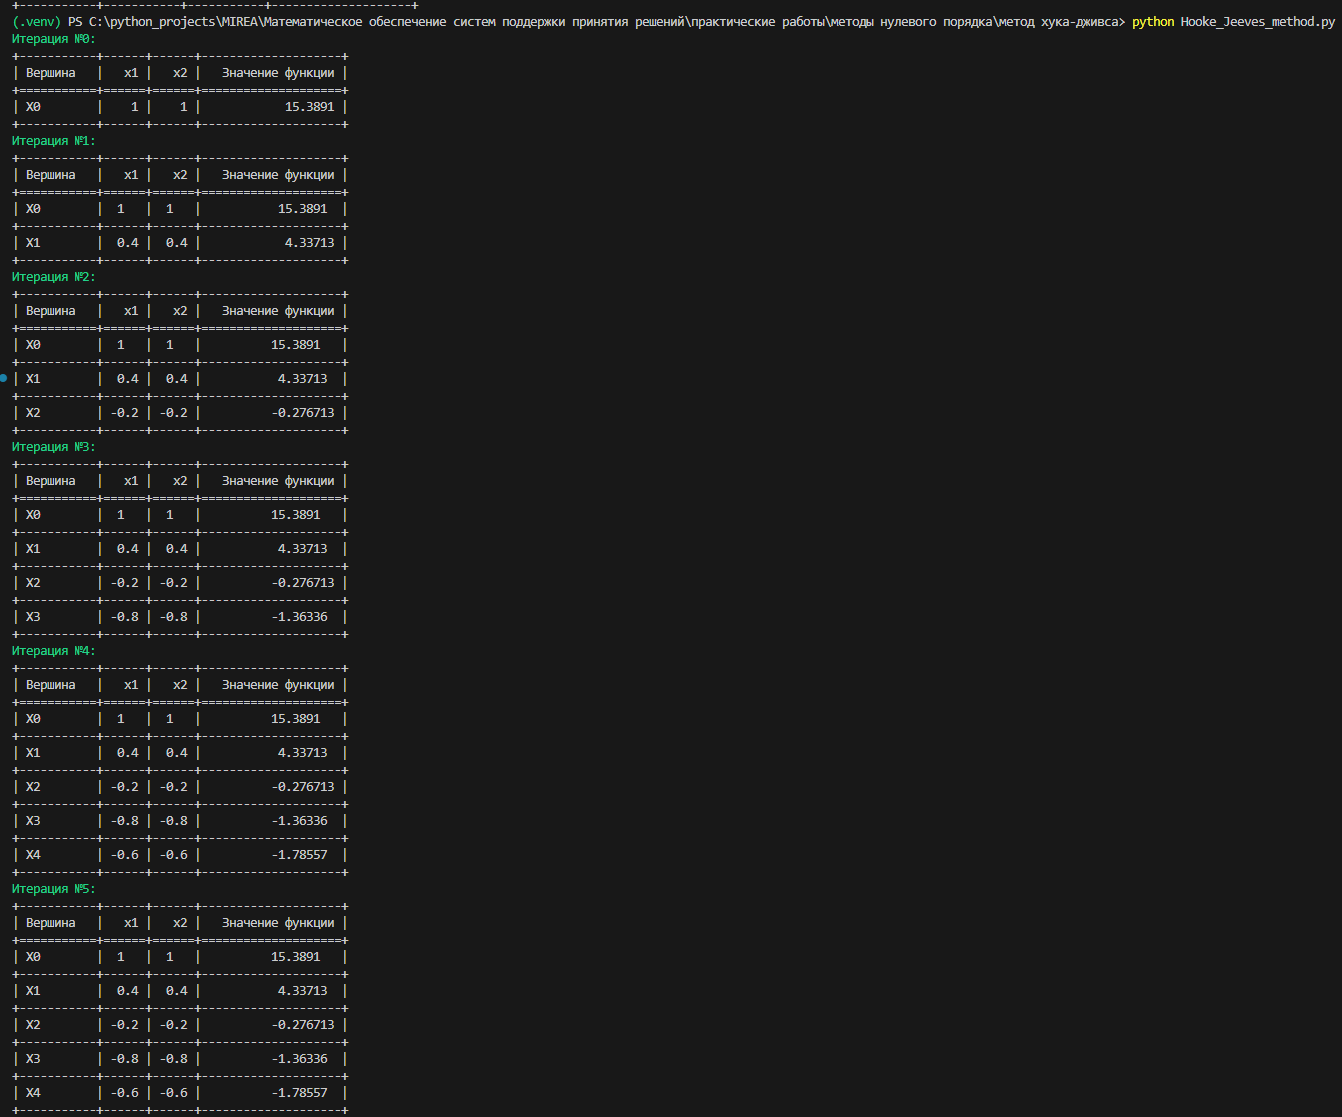 +-----------+-----------+-----------+--------------------+
(.venv) PS C:\python_projects\MIREA\Математическое обеспечение систем поддержки принятия решений\практические работы\методы нулевого порядка\метод хука-дживса> python Hooke_Jeeves_method.py
Итерация №0:
+-----------+------+------+--------------------+
| Вершина   |   x1 |   x2 |   Значение функции |
+===========+======+======+====================+
| X0        |    1 |    1 |            15.3891 |
+-----------+------+------+--------------------+
Итерация №1:
+-----------+------+------+--------------------+
| Вершина   |   x1 |   x2 |   Значение функции |
+===========+======+======+====================+
| X0        |  1   |  1   |           15.3891  |
+-----------+------+------+--------------------+
| X1        |  0.4 |  0.4 |            4.33713 |
+-----------+------+------+--------------------+
Итерация №2:
+-----------+------+------+--------------------+
| Вершина   |   x1 |   x2 |   Значение функции |
+===========+======+======+====================+
| X0        |  1   |  1   |          15.3891   |
+-----------+------+------+--------------------+
| X1        |  0.4 |  0.4 |           4.33713  |
+-----------+------+------+--------------------+
| X2        | -0.2 | -0.2 |          -0.276713 |
+-----------+------+------+--------------------+
Итерация №3:
+-----------+------+------+--------------------+
| Вершина   |   x1 |   x2 |   Значение функции |
+===========+======+======+====================+
| X0        |  1   |  1   |          15.3891   |
+-----------+------+------+--------------------+
| X1        |  0.4 |  0.4 |           4.33713  |
+-----------+------+------+--------------------+
| X2        | -0.2 | -0.2 |          -0.276713 |
+-----------+------+------+--------------------+
| X3        | -0.8 | -0.8 |          -1.36336  |
+-----------+------+------+--------------------+
Итерация №4:
+-----------+------+------+--------------------+
| Вершина   |   x1 |   x2 |   Значение функции |
+===========+======+======+====================+
| X0        |  1   |  1   |          15.3891   |
+-----------+------+------+--------------------+
| X1        |  0.4 |  0.4 |           4.33713  |
+-----------+------+------+--------------------+
| X2        | -0.2 | -0.2 |          -0.276713 |
+-----------+------+------+--------------------+
| X3        | -0.8 | -0.8 |          -1.36336  |
+-----------+------+------+--------------------+
| X4        | -0.6 | -0.6 |          -1.78557  |
+-----------+------+------+--------------------+
Итерация №5:
+-----------+------+------+--------------------+
| Вершина   |   x1 |   x2 |   Значение функции |
+===========+======+======+====================+
| X0        |  1   |  1   |          15.3891   |
+-----------+------+------+--------------------+
| X1        |  0.4 |  0.4 |           4.33713  |
+-----------+------+------+--------------------+
| X2        | -0.2 | -0.2 |          -0.276713 |
+-----------+------+------+--------------------+
| X3        | -0.8 | -0.8 |          -1.36336  |
+-----------+------+------+--------------------+
| X4        | -0.6 | -0.6 |          -1.78557  |
+-----------+------+------+--------------------+